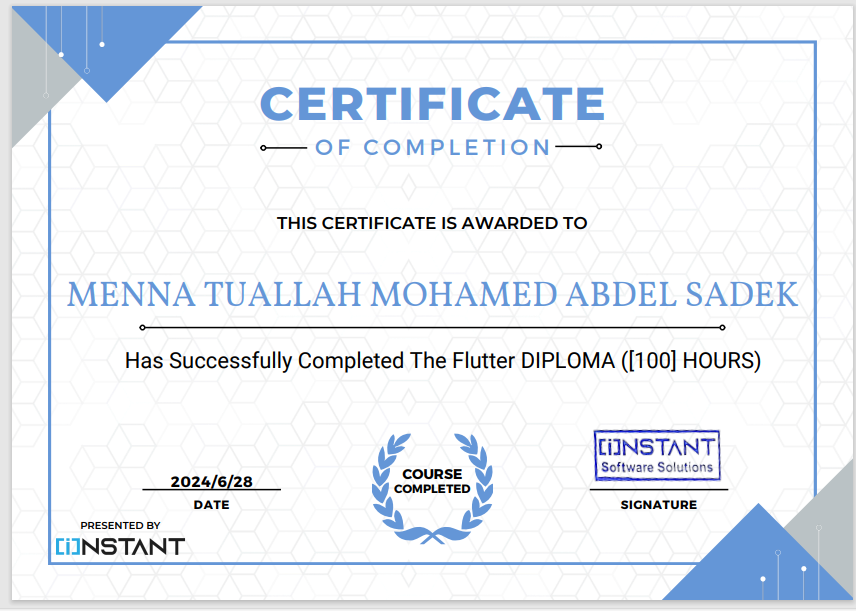 CERTIFICATE
OF COMPLETION
THIS CERTIFICATE IS AWARDED TO
MENNA TUALLAH MOHAMED ABDEL SADEK
Has Successfully Completed The Flutter DIPLOMA ([100] HOURS)
2024/6/28
DATE
COURSE
COMPLETED
[i]NSTANT
Software Solutions
SIGNATURE
PRESENTED BY
[i]NSTANT